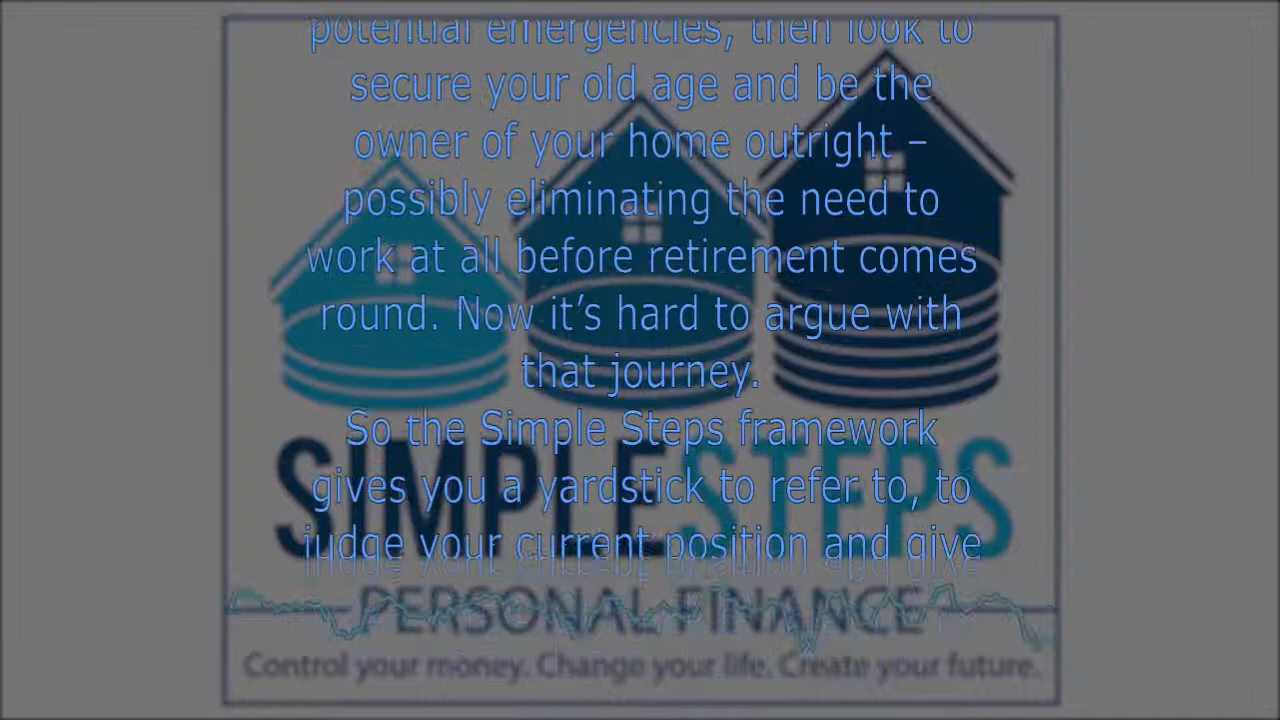 potential emergencies, then look to
secure your old age and be the
owner of your home outright –
possibly eliminating the need to
work at all before retirement comes
round. Now it’s hard to argue with
that journey.
So the Simple Steps framework
gives you a yardstick to refer to, to
judge your current position and give
SIMPLESTEPS
PERSONAL FINANCE
Control your money. Change your life. Create your future.